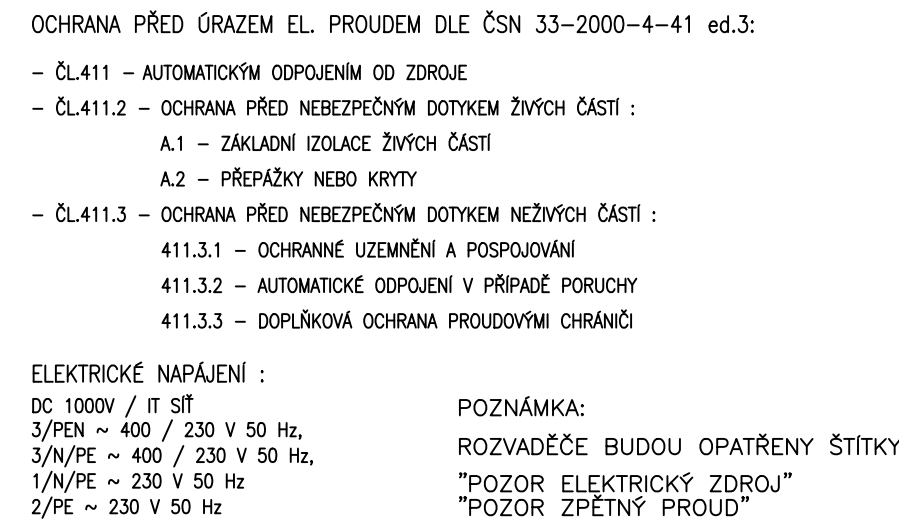 OCHRANA PŘED ÚRAZEM EL. PROUDEM DLE ČSN 33-2000-4-41 ed.3:
- ČL.411 - AUTOMATICKÝM ODPOJENÍM OD ZDROJE
- ČL.411.2 - OCHRANA PŘED NEBEZPEČNÝM DOTYKEM ŽIVÝCH ČÁSTÍ :
A.1 - ZÁKLADNÍ IZOLACE ŽIVÝCH ČÁSTÍ
A.2 - PŘEPÁŽKY NEBO KRYTY
- ČL.411.3 - OCHRANA PŘED NEBEZPEČNÝM DOTYKEM NEŽIVÝCH ČÁSTÍ :
411.3.1 - OCHRANNÉ UZEMNĚNÍ A POSPOJOVÁNÍ
411.3.2 - AUTOMATICKÉ ODPOJENÍ V PŘÍPADĚ PORUCHY
411.3.3 - DOPLŇKOVÁ OCHRANA PROUDOVÝMI CHRÁNIČI
ELEKTRICKÉ NAPÁJENÍ :
DC 1000V / IT SÍŤ
3/PEN ~ 400 / 230 V 50 Hz,
3/N/PE ~ 400 / 230 V 50 Hz,
1/N/PE ~ 230 V 50 Hz
2/PE ~ 230 V 50 Hz
POZNÁMKA:
ROZVADĚČE BUDOU OPATŘENY ŠTÍTKY
"POZOR ELEKTRICKÝ ZDROJ"
"POZOR ZPĚTNÝ PROUD"